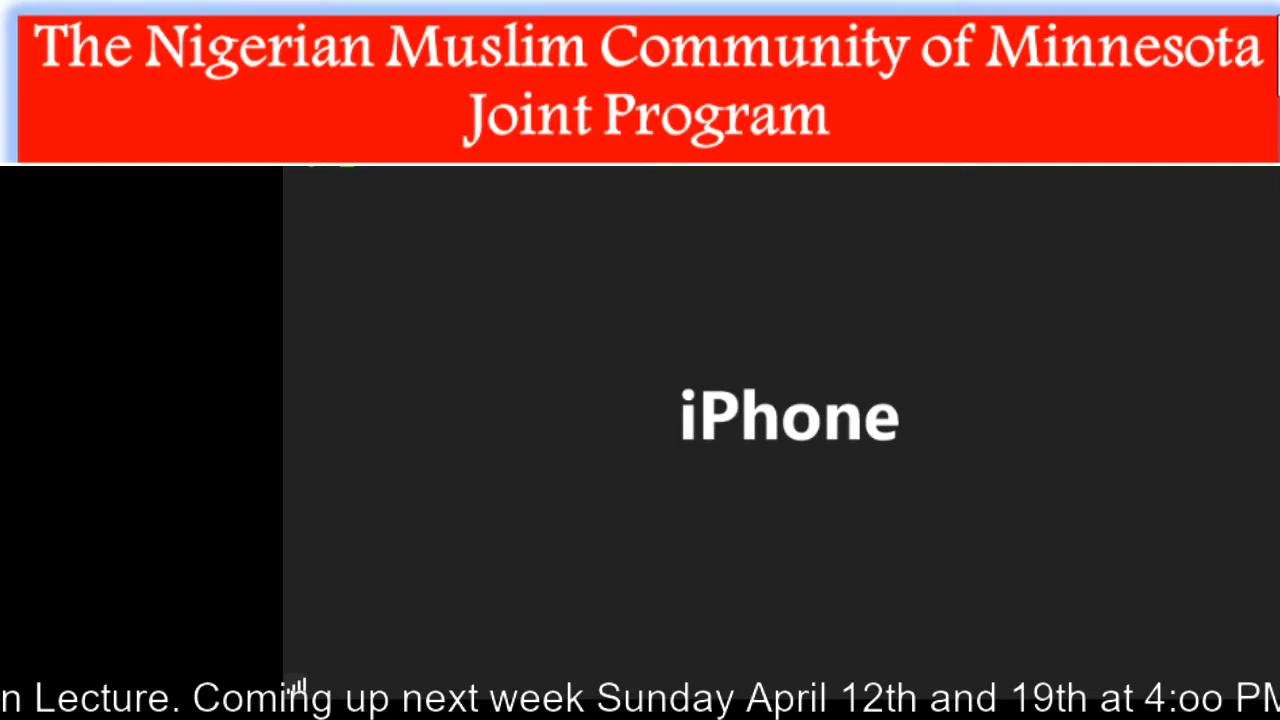 The Nigerian Muslim Community of Minnesota
Joint Program
iPhone
n Lecture. Coming up next week Sunday April 12th and 19th at 4:oo PM